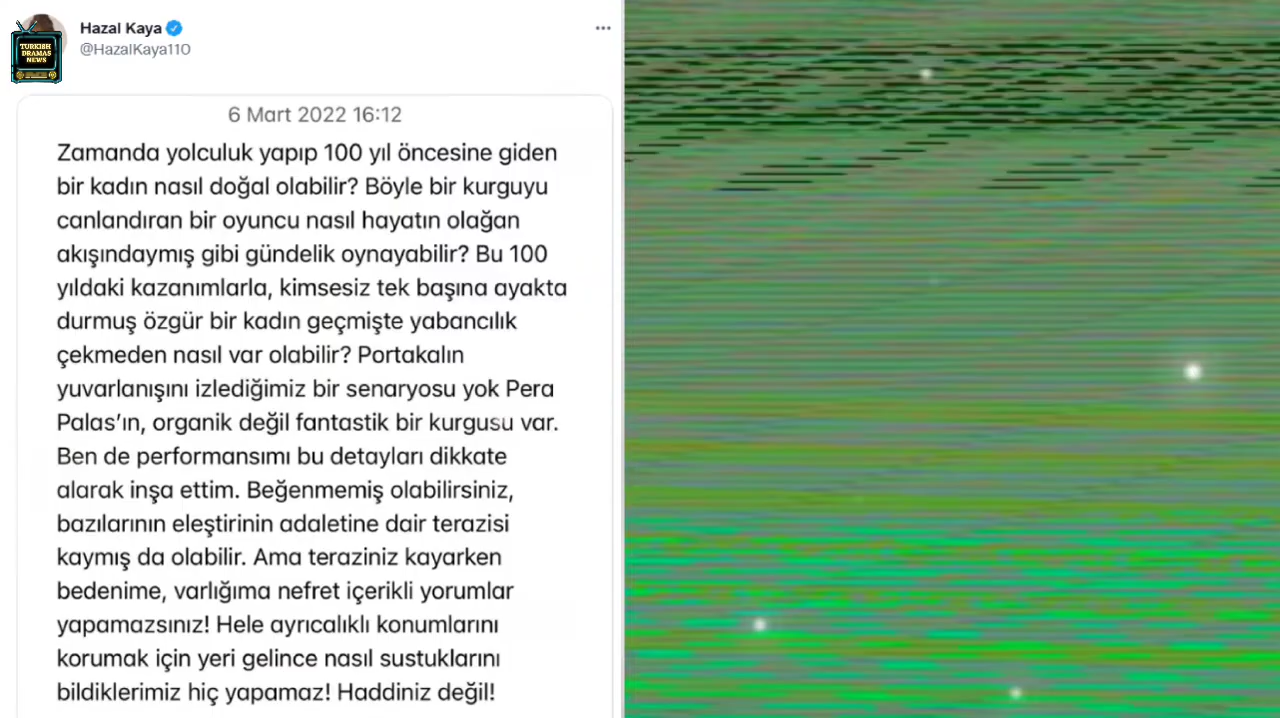 Hazal Kaya
@HazalKaya110
TURKISH
DRAMAS
NEWS
6 Mart 2022 16:12
Zamanda yolculuk yapıp 100 yıl öncesine giden
bir kadın nasıl doğal olabilir? Böyle bir kurguyu
canlandıran bir oyuncu nasıl hayatın olağan
akışındaymış gibi gündelik oynayabilir? Bu 100
yıldaki kazanımlarla, kimsesiz tek başına ayakta
durmuş özgür bir kadın geçmişte yabancılık
çekmeden nasıl var olabilir? Portakalın
yuvarlanışını izlediğimiz bir senaryosu yok Pera
Palas’ın, organik değil fantastik bir kurgusu var.
Ben de performansımı bu detayları dikkate
alarak inşa ettim. Beğenmemiş olabilirsiniz,
bazılarının eleştirinin adaletine dair terazisi
kaymış da olabilir. Ama teraziniz kayarken
bedenime, varlığıma nefret içerikli yorumlar
yapamazsınız! Hele ayrıcalıklı konumlarını
korumak için yeri gelince nasıl sustuklarını
bildiklerimiz hiç yapamaz! Haddiniz değil!